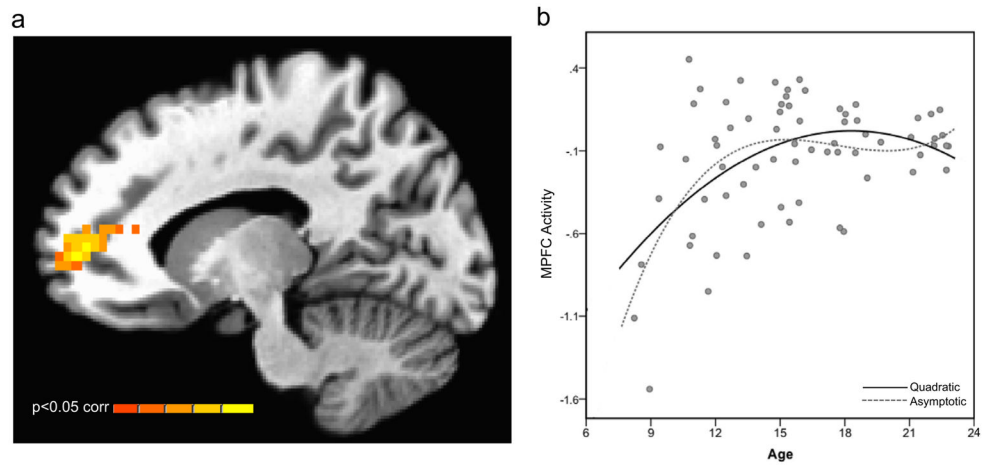 a
p<0.05 corr
b
MPFC Activity
.4
-.1
-.6
-1.1
-1.6
Quadratic
Asymptotic
6 9 12 15 18 21 24
Age